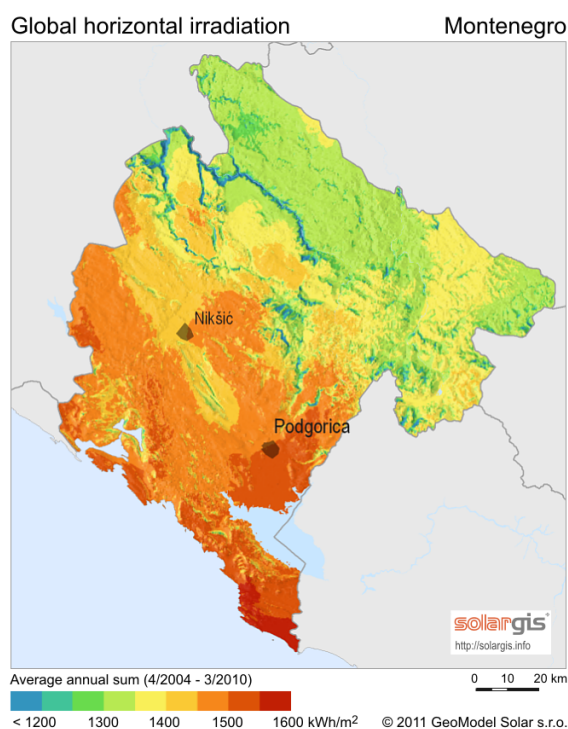 Global horizontal irradiation Montenegro
Nikšić
Podgorica
solargis
http://solargis.info
Average annual sum (4/2004 - 3/2010) 0 10 20 km
< 1200 1300 1400 1500 1600 kWh/m² © 2011 GeoModel Solar s.r.o.